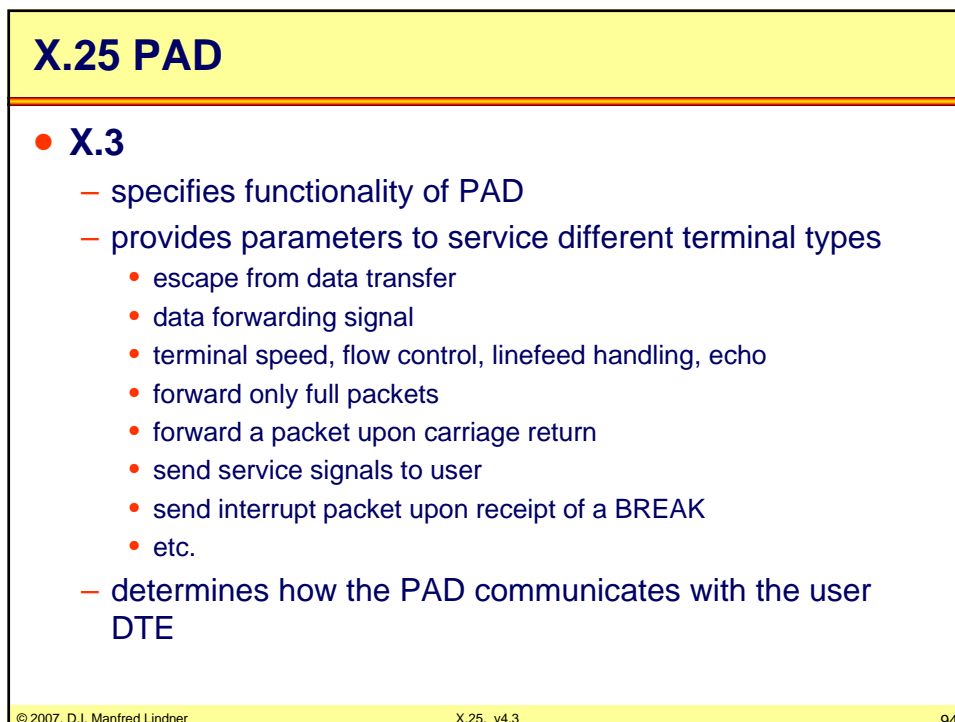 X.25 PAD
• X.3
– specifies functionality of PAD
– provides parameters to service different terminal types
• escape from data transfer
• data forwarding signal
• terminal speed, flow control, linefeed handling, echo
• forward only full packets
• forward a packet upon carriage return
• send service signals to user
• send interrupt packet upon receipt of a BREAK
• etc.
– determines how the PAD communicates with the user
DTE
© 2007, D.I. Manfred Lindner
X.25, v4.3
94